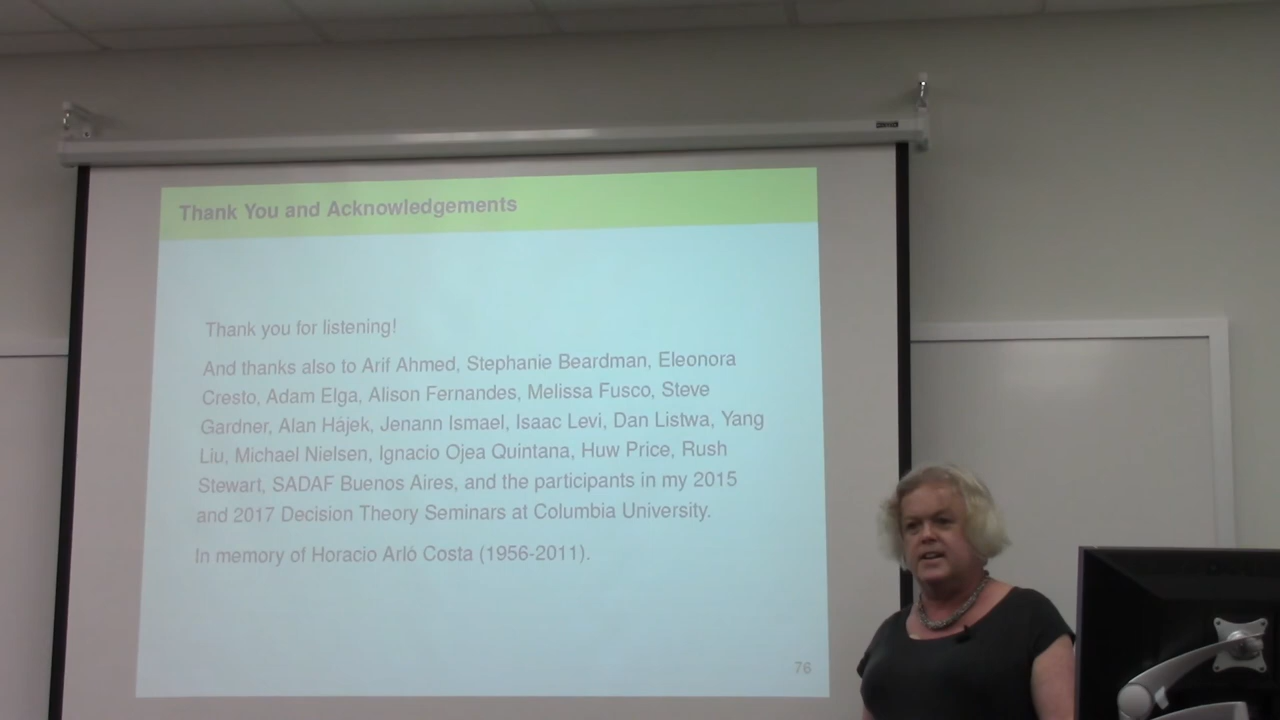 Thank You and Acknowledgements
Thank you for listening!
And thanks also to Arif Ahmed, Stephanie Beardman, Eleonora
Cresto, Adam Elga, Alison Fernandes, Melissa Fusco, Steve
Gardner, Alan Hájek, Jenann Ismael, Isaac Levi, Dan Listwa, Yang
Liu, Michael Nielsen, Ignacio Ojea Quintana, Huw Price, Rush
Stewart, SADAF Buenos Aires, and the participants in my 2015
and 2017 Decision Theory Seminars at Columbia University.
In memory of Horacio Arló Costa (1956-2011).
76